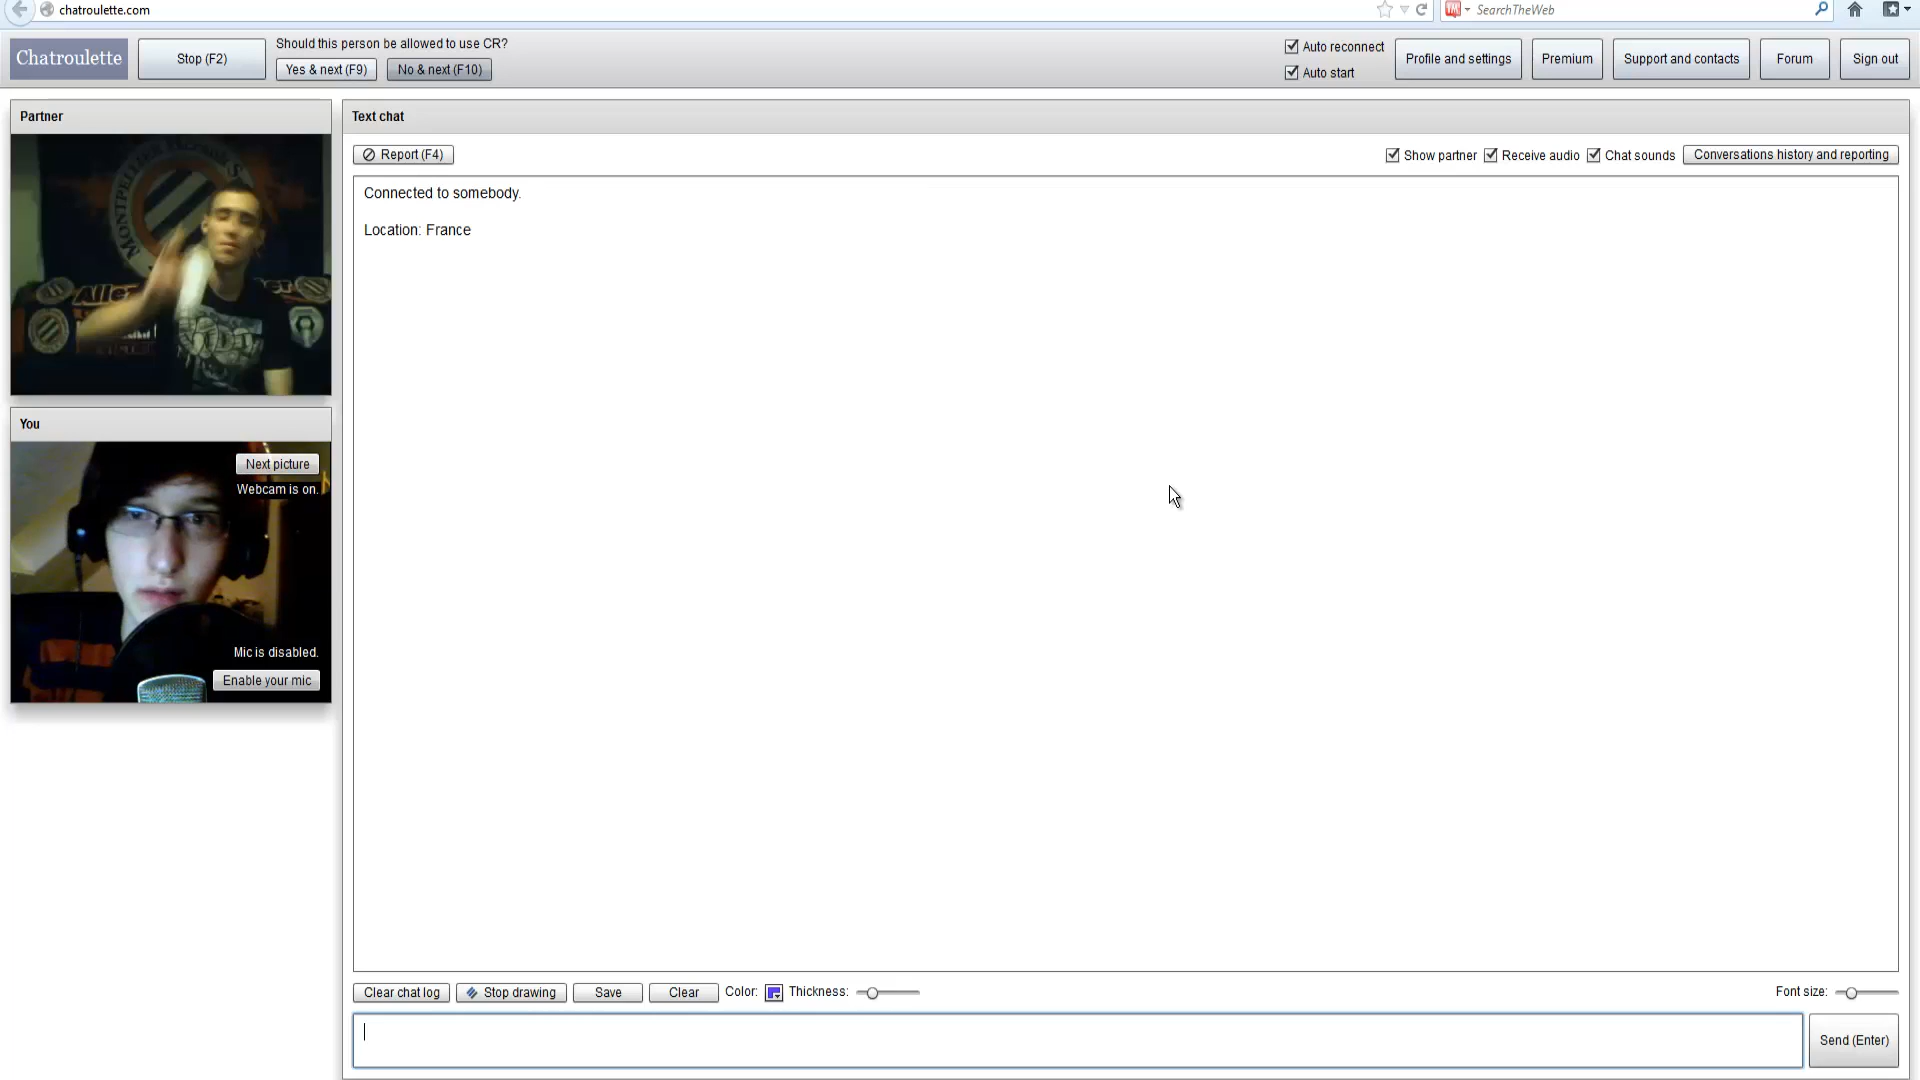 chatroulette.com
SearchTheWeb
Chatroulette
Stop (F2)
Should this person be allowed to use CR?
Yes & next (F9)
No & next (F10)
Auto reconnect
Auto start
Profile and settings
Premium
Support and contacts
Forum
Sign out
Partner
MONTPELLIER
Allez
You
Next picture
Webcam is on.
Mic is disabled.
Enable your mic
Text chat
Report (F4)
Show partner
Receive audio
Chat sounds
Conversations history and reporting
Connected to somebody.
Location: France
Clear chat log
Stop drawing
Save
Clear
Color:
Thickness:
Font size:
Send (Enter)